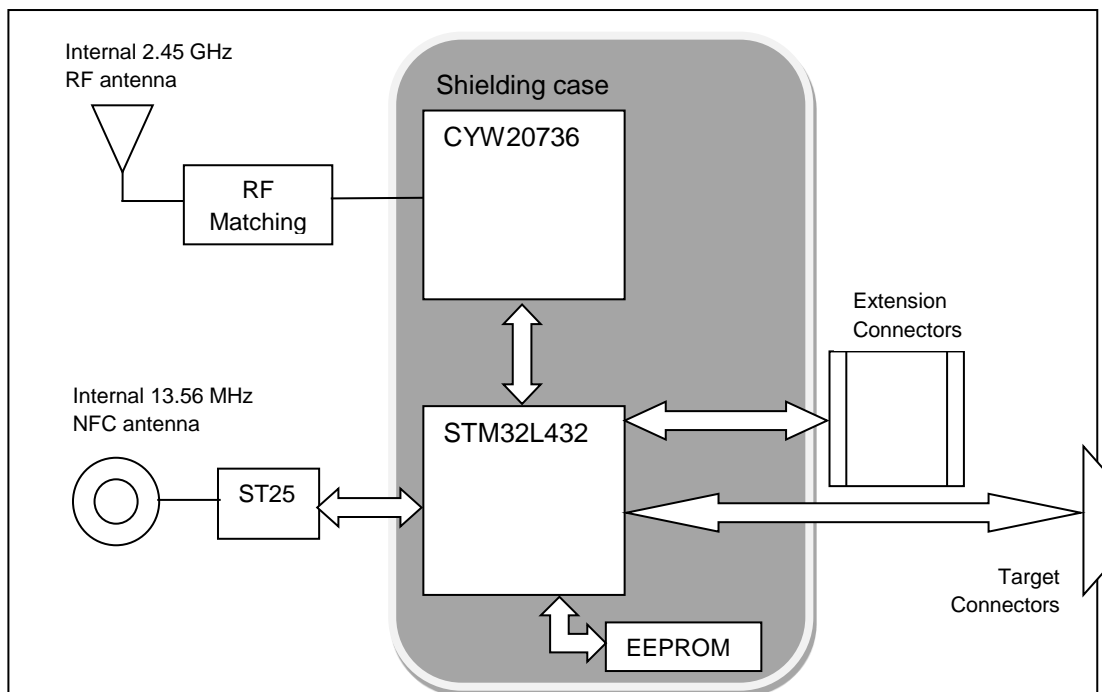 Internal 2.45 GHz
RF antenna
Shielding case
CYW20736
RF
Matching
Extension
Connectors
Internal 13.56 MHz
NFC antenna
STM32L432
ST25
Target
Connectors
EEPROM